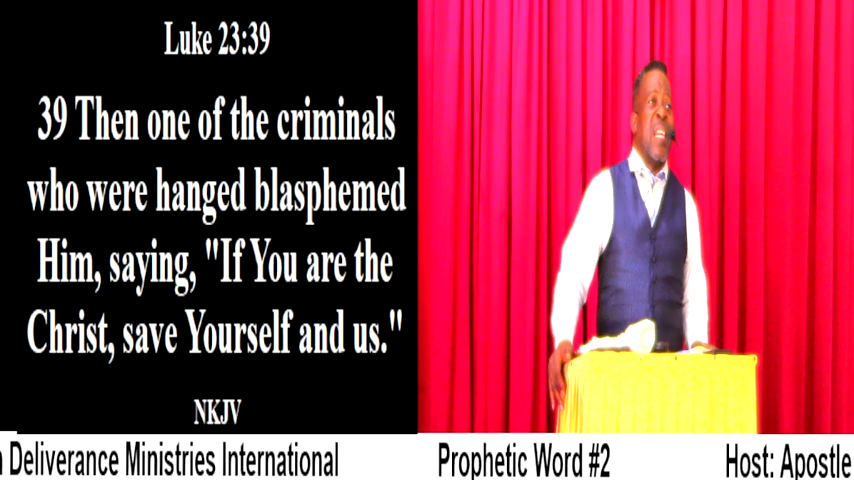 Luke 23:39
39 Then one of the criminals
who were hanged blasphemed
Him, saying, "If You are the
Christ, save Yourself and us."
NKJV
Deliverance Ministries International Prophetic Word #2 Host: Apostle